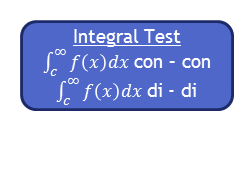 Integral Test
∫_c^∞ f(x)dx con - con
∫_c^∞ f(x)dx di - di